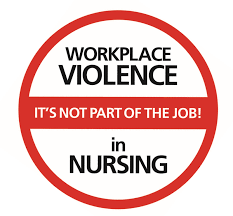 WORKPLACE
VIOLENCE
IT'S NOT PART OF THE JOB!
in
NURSING